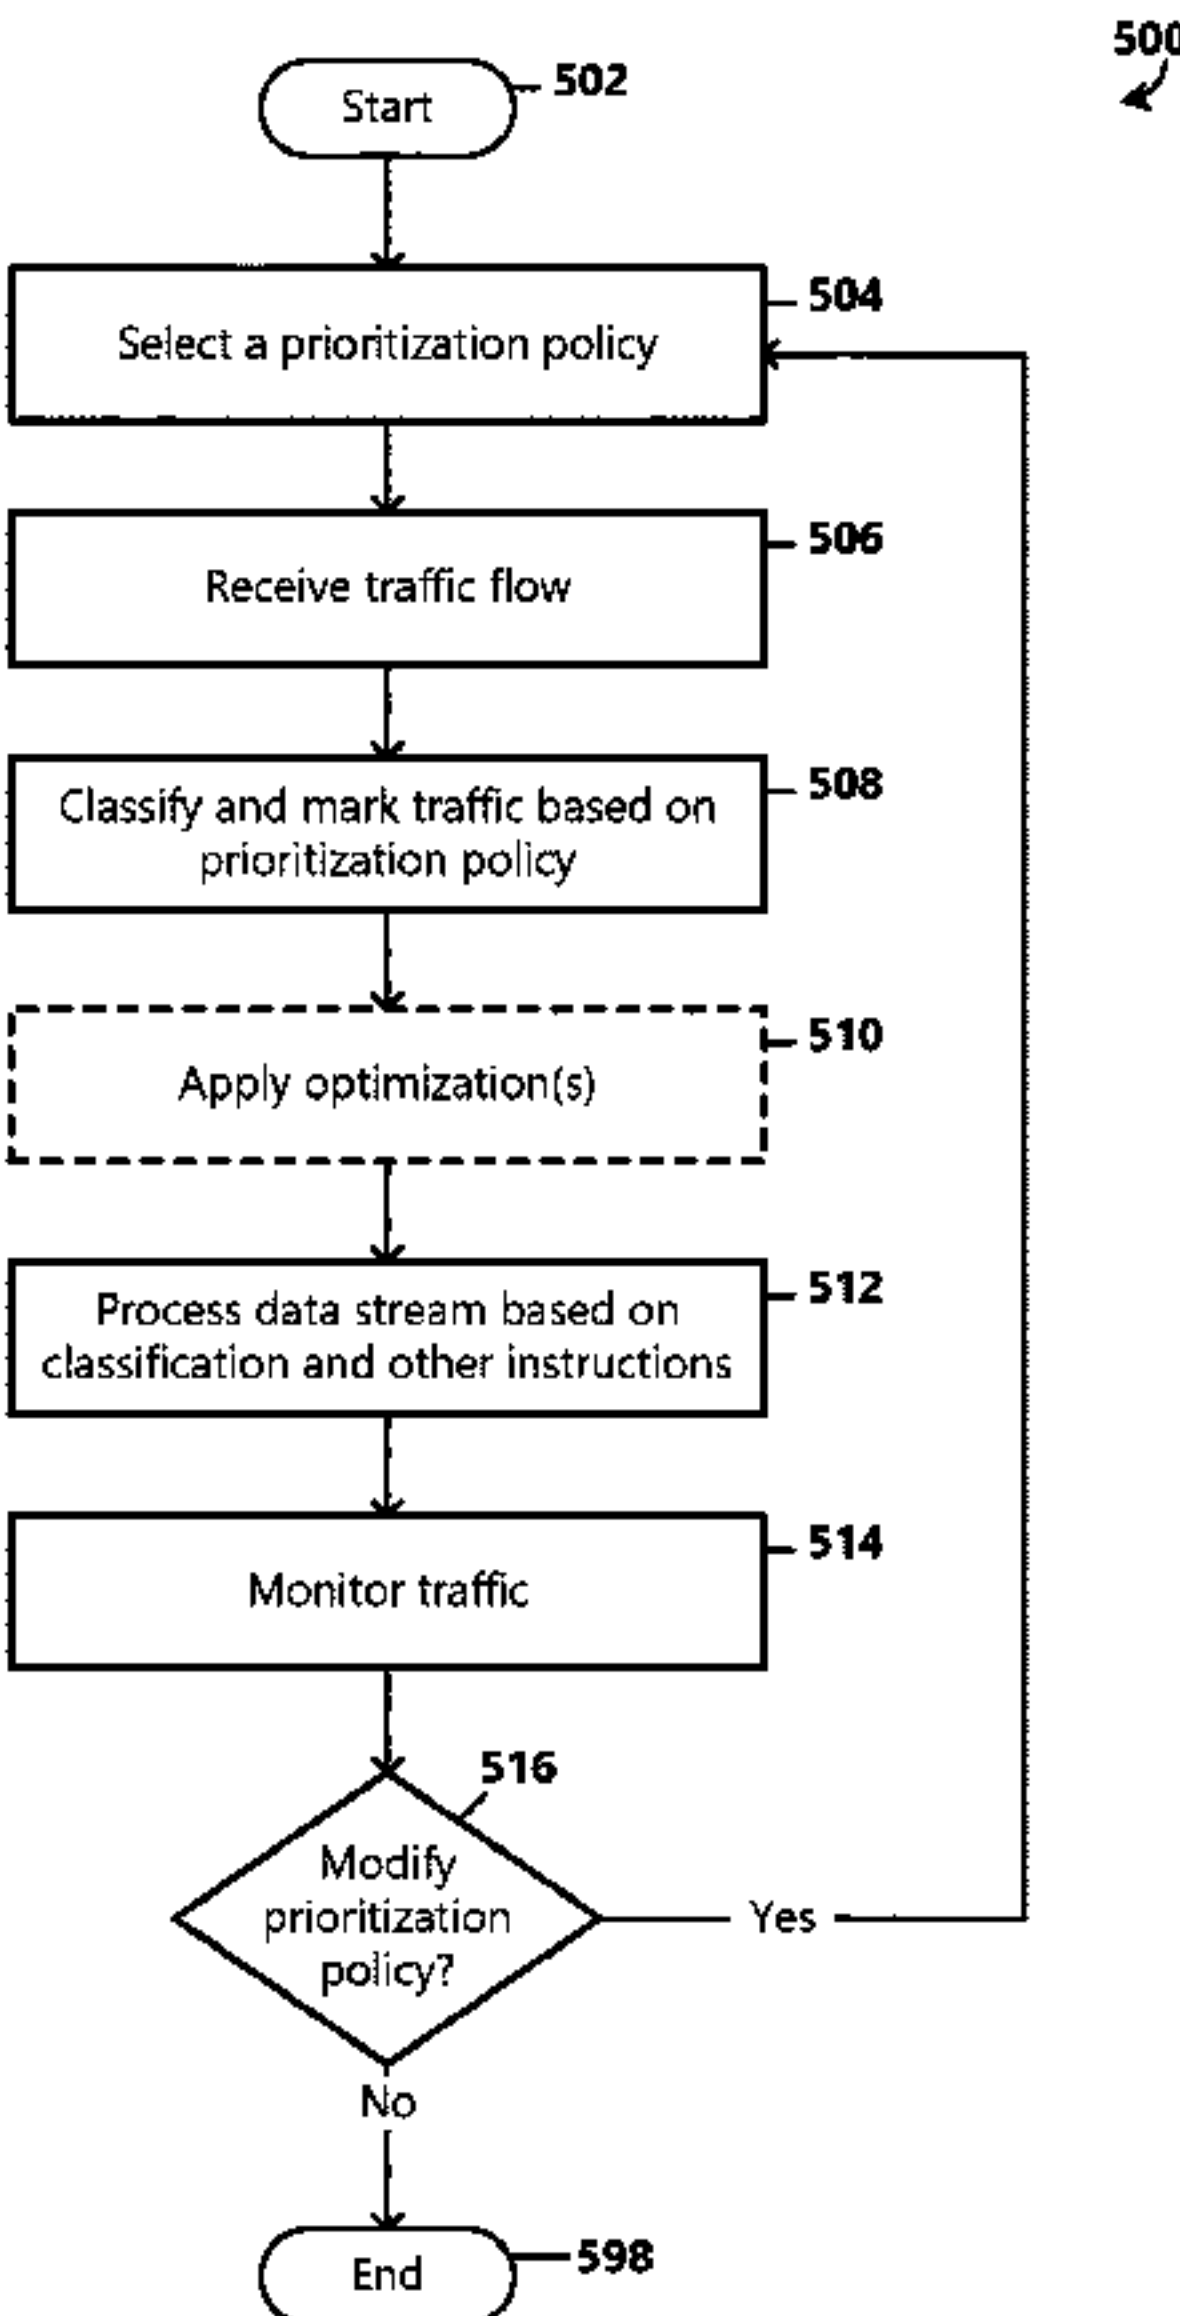 500
Start
502
504
Select a prioritization policy
506
Receive traffic flow
508
Classify and mark traffic based on
prioritization policy
510
Apply optimization(s)
512
Process data stream based on
classification and other instructions
514
Monitor traffic
516
Modify
prioritization
policy?
Yes
No
End
598